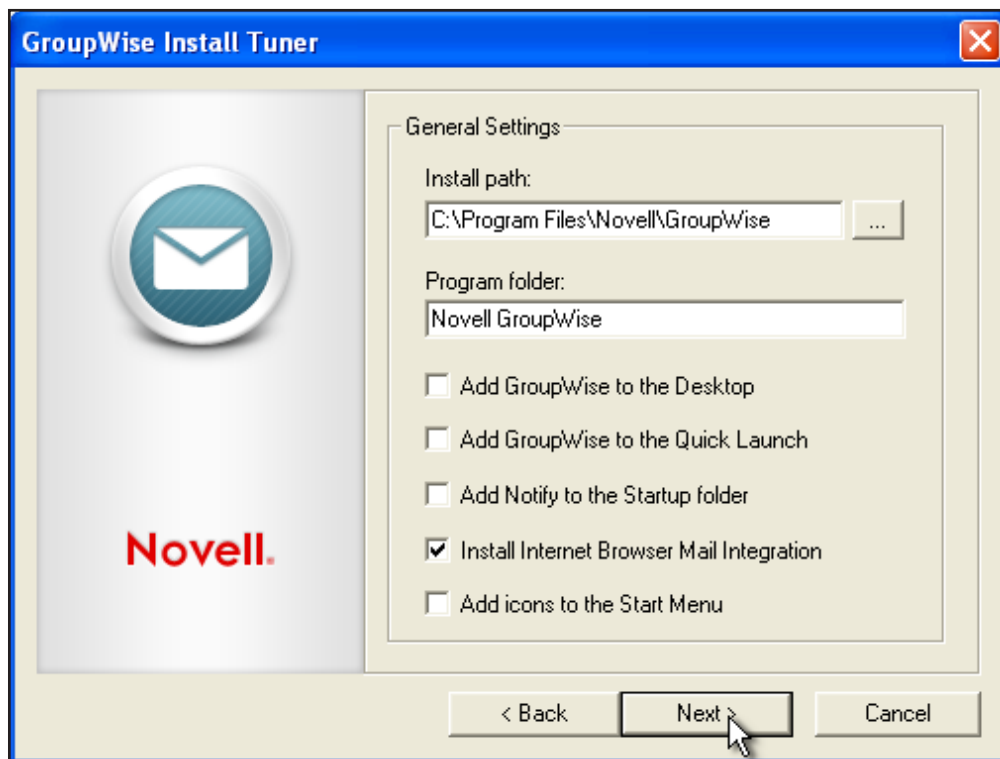 GroupWise Install Tuner
General Settings
Install path:
C:\Program Files\Novell\GroupWise
...
Program folder:
Novell GroupWise
Add GroupWise to the Desktop
Add GroupWise to the Quick Launch
Add Notify to the Startup folder
Install Internet Browser Mail Integration
Add icons to the Start Menu
Novell.
< Back
Next >
Cancel